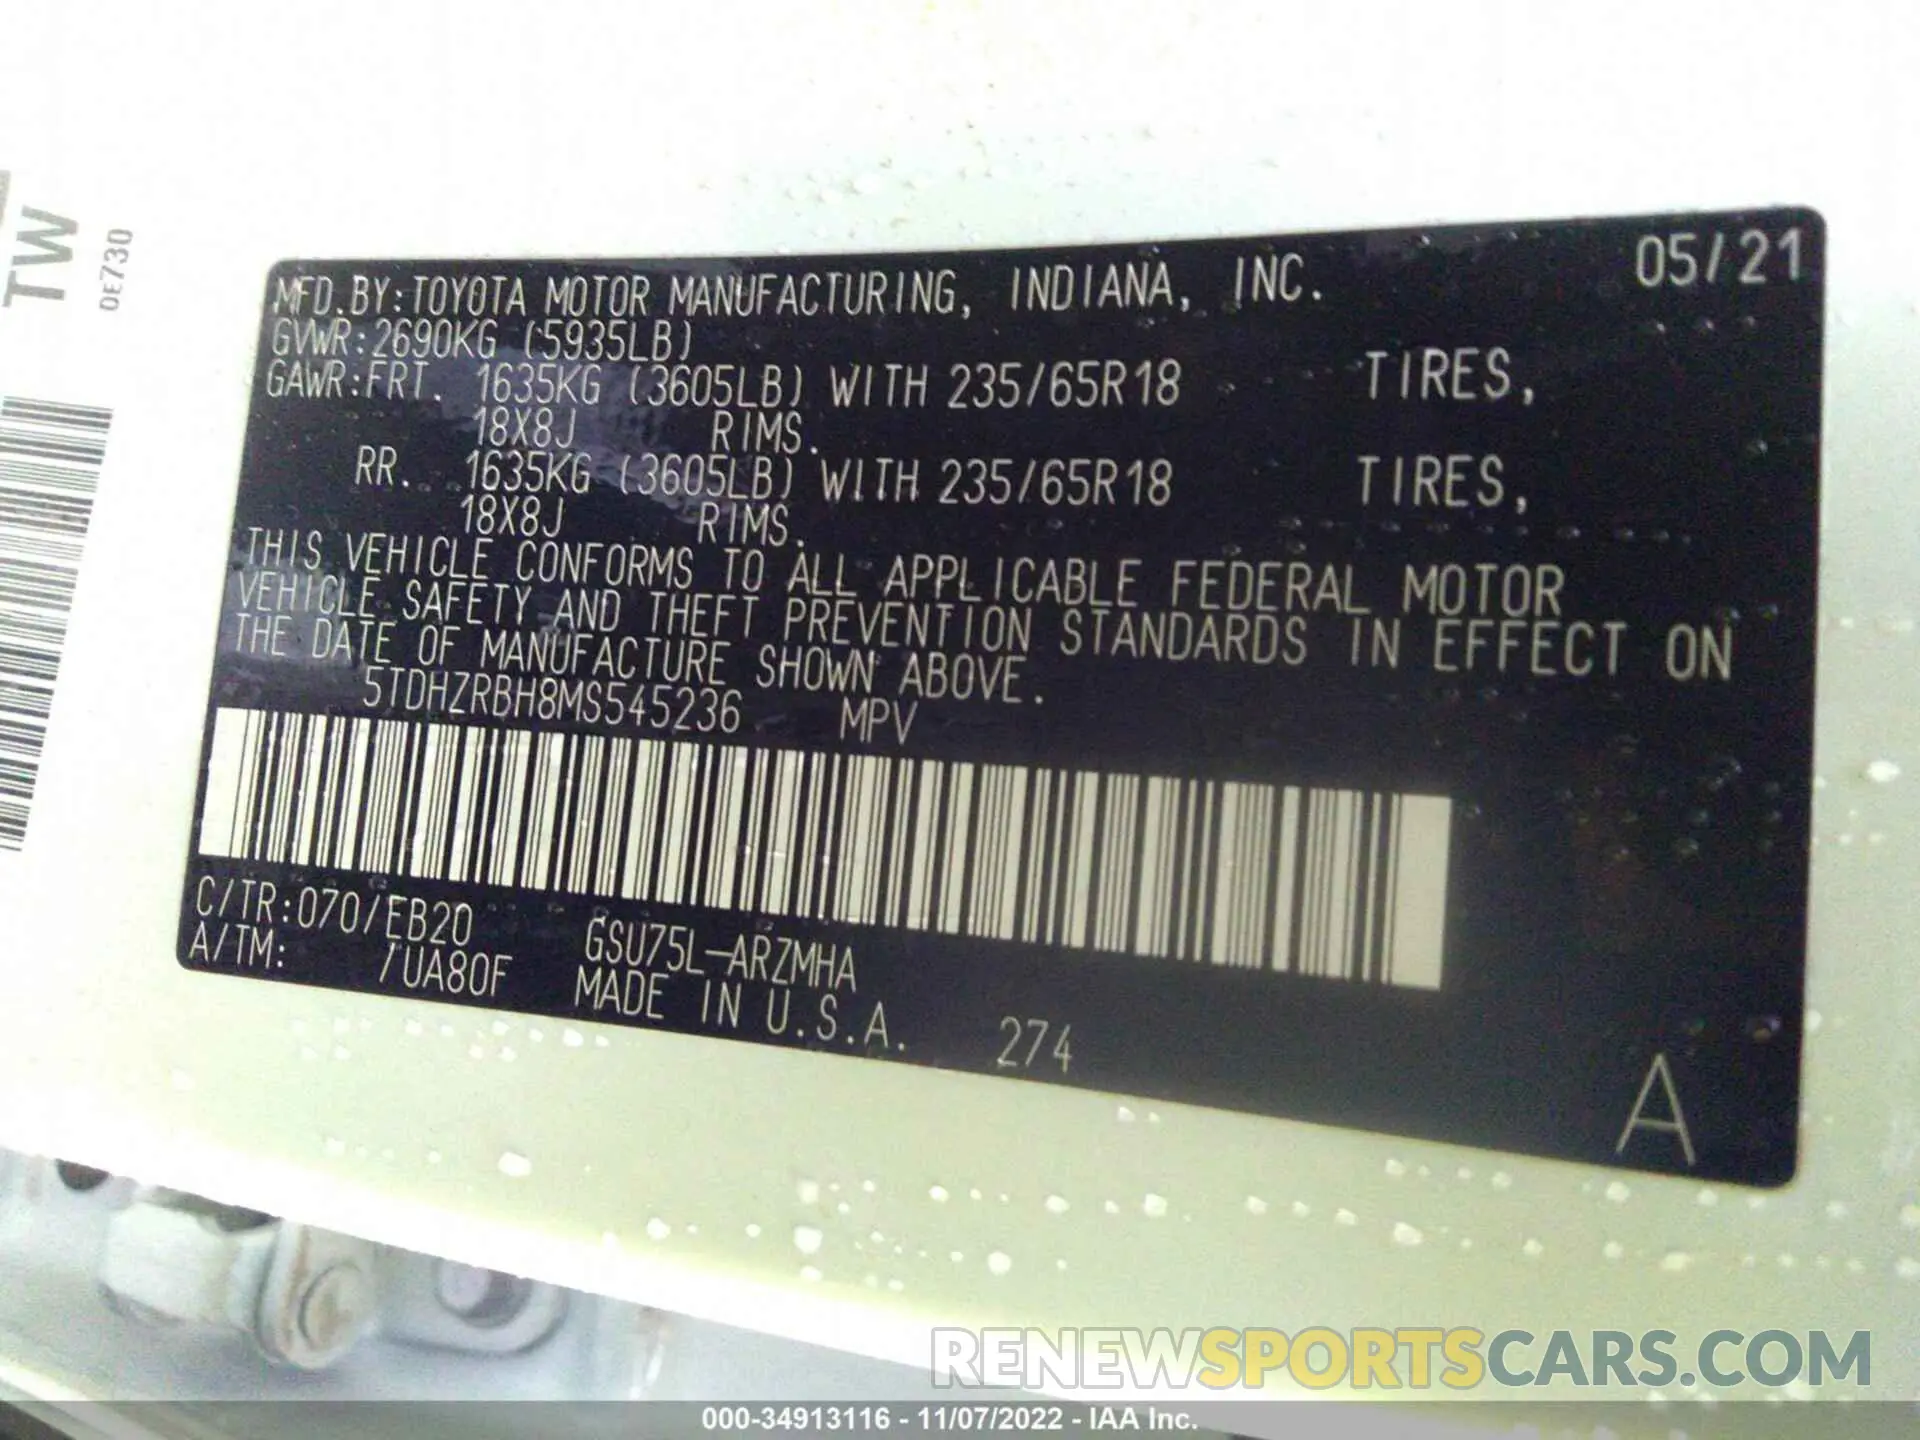 TW
0E730
MFD.BY:TOYOTA MOTOR MANUFACTURING, INDIANA, INC. 05/21
GVWR:2690KG (5935LB)
GAWR:FRT. 1635KG (3605LB) WITH 235/65R18 TIRES,
18X8J RIMS.
RR. 1635KG (3605LB) WITH 235/65R18 TIRES,
18X8J RIMS.
THIS VEHICLE CONFORMS TO ALL APPLICABLE FEDERAL MOTOR
VEHICLE SAFETY AND THEFT PREVENTION STANDARDS IN EFFECT ON
THE DATE OF MANUFACTURE SHOWN ABOVE.
5TDHZRBH8MS545236 MPV
C/TR:070/EB20 GSU75L-ARZMHA
A/TM: /UA80F MADE IN U.S.A. 274
A
RENEWSPORTSCARS.COM
000-34913116 - 11/07/2022 - IAA Inc.